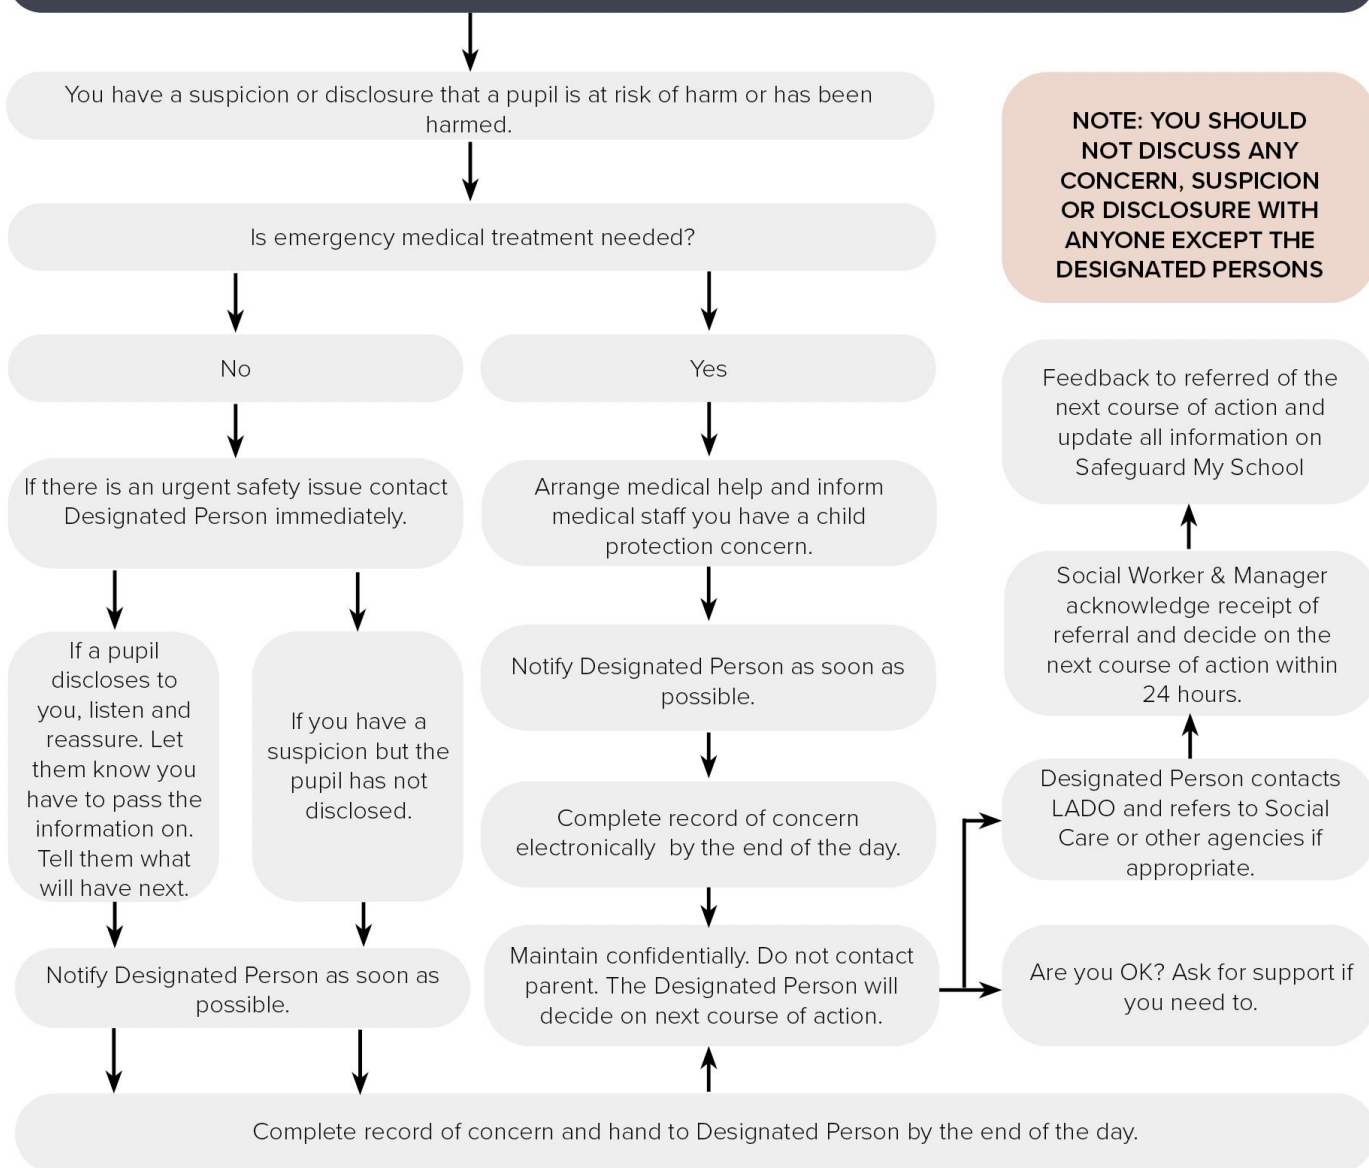 You have a suspicion or disclosure that a pupil is at risk of harm or has been
harmed.
NOTE: YOU SHOULD
NOT DISCUSS ANY
CONCERN, SUSPICION
OR DISCLOSURE WITH
ANYONE EXCEPT THE
DESIGNATED PERSONS
Is emergency medical treatment needed?
No
Yes
If there is an urgent safety issue contact
Designated Person immediately.
Arrange medical help and inform
medical staff you have a child
protection concern.
If a pupil
discloses to
you, listen and
reassure. Let
them know you
have to pass the
information on.
Tell them what
will have next.
If you have a
suspicion but the
pupil has not
disclosed.
Notify Designated Person as soon as
possible.
Notify Designated Person as soon as
possible.
Complete record of concern
electronically  by the end of the day.
Maintain confidentially. Do not contact
parent. The Designated Person will
decide on next course of action.
Complete record of concern and hand to Designated Person by the end of the day.
Feedback to referred of the
next course of action and
update all information on
Safeguard My School
Social Worker & Manager
acknowledge receipt of
referral and decide on the
next course of action within
24 hours.
Designated Person contacts
LADO and refers to Social
Care or other agencies if
appropriate.
Are you OK? Ask for support if
you need to.